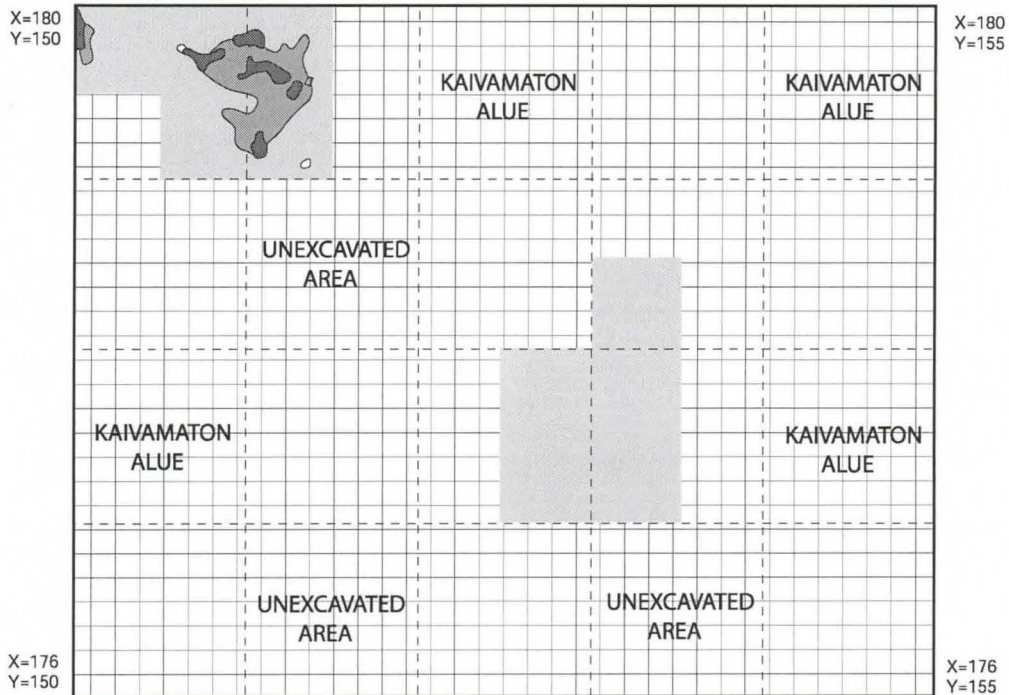 X=180
Y=150
X=180
Y=155
KAIVAMATON
ALUE
KAIVAMATON
ALUE
UNEXCAVATED
AREA
KAIVAMATON
ALUE
KAIVAMATON
ALUE
UNEXCAVATED
AREA
UNEXCAVATED
AREA
X=176
Y=150
X=176
Y=155